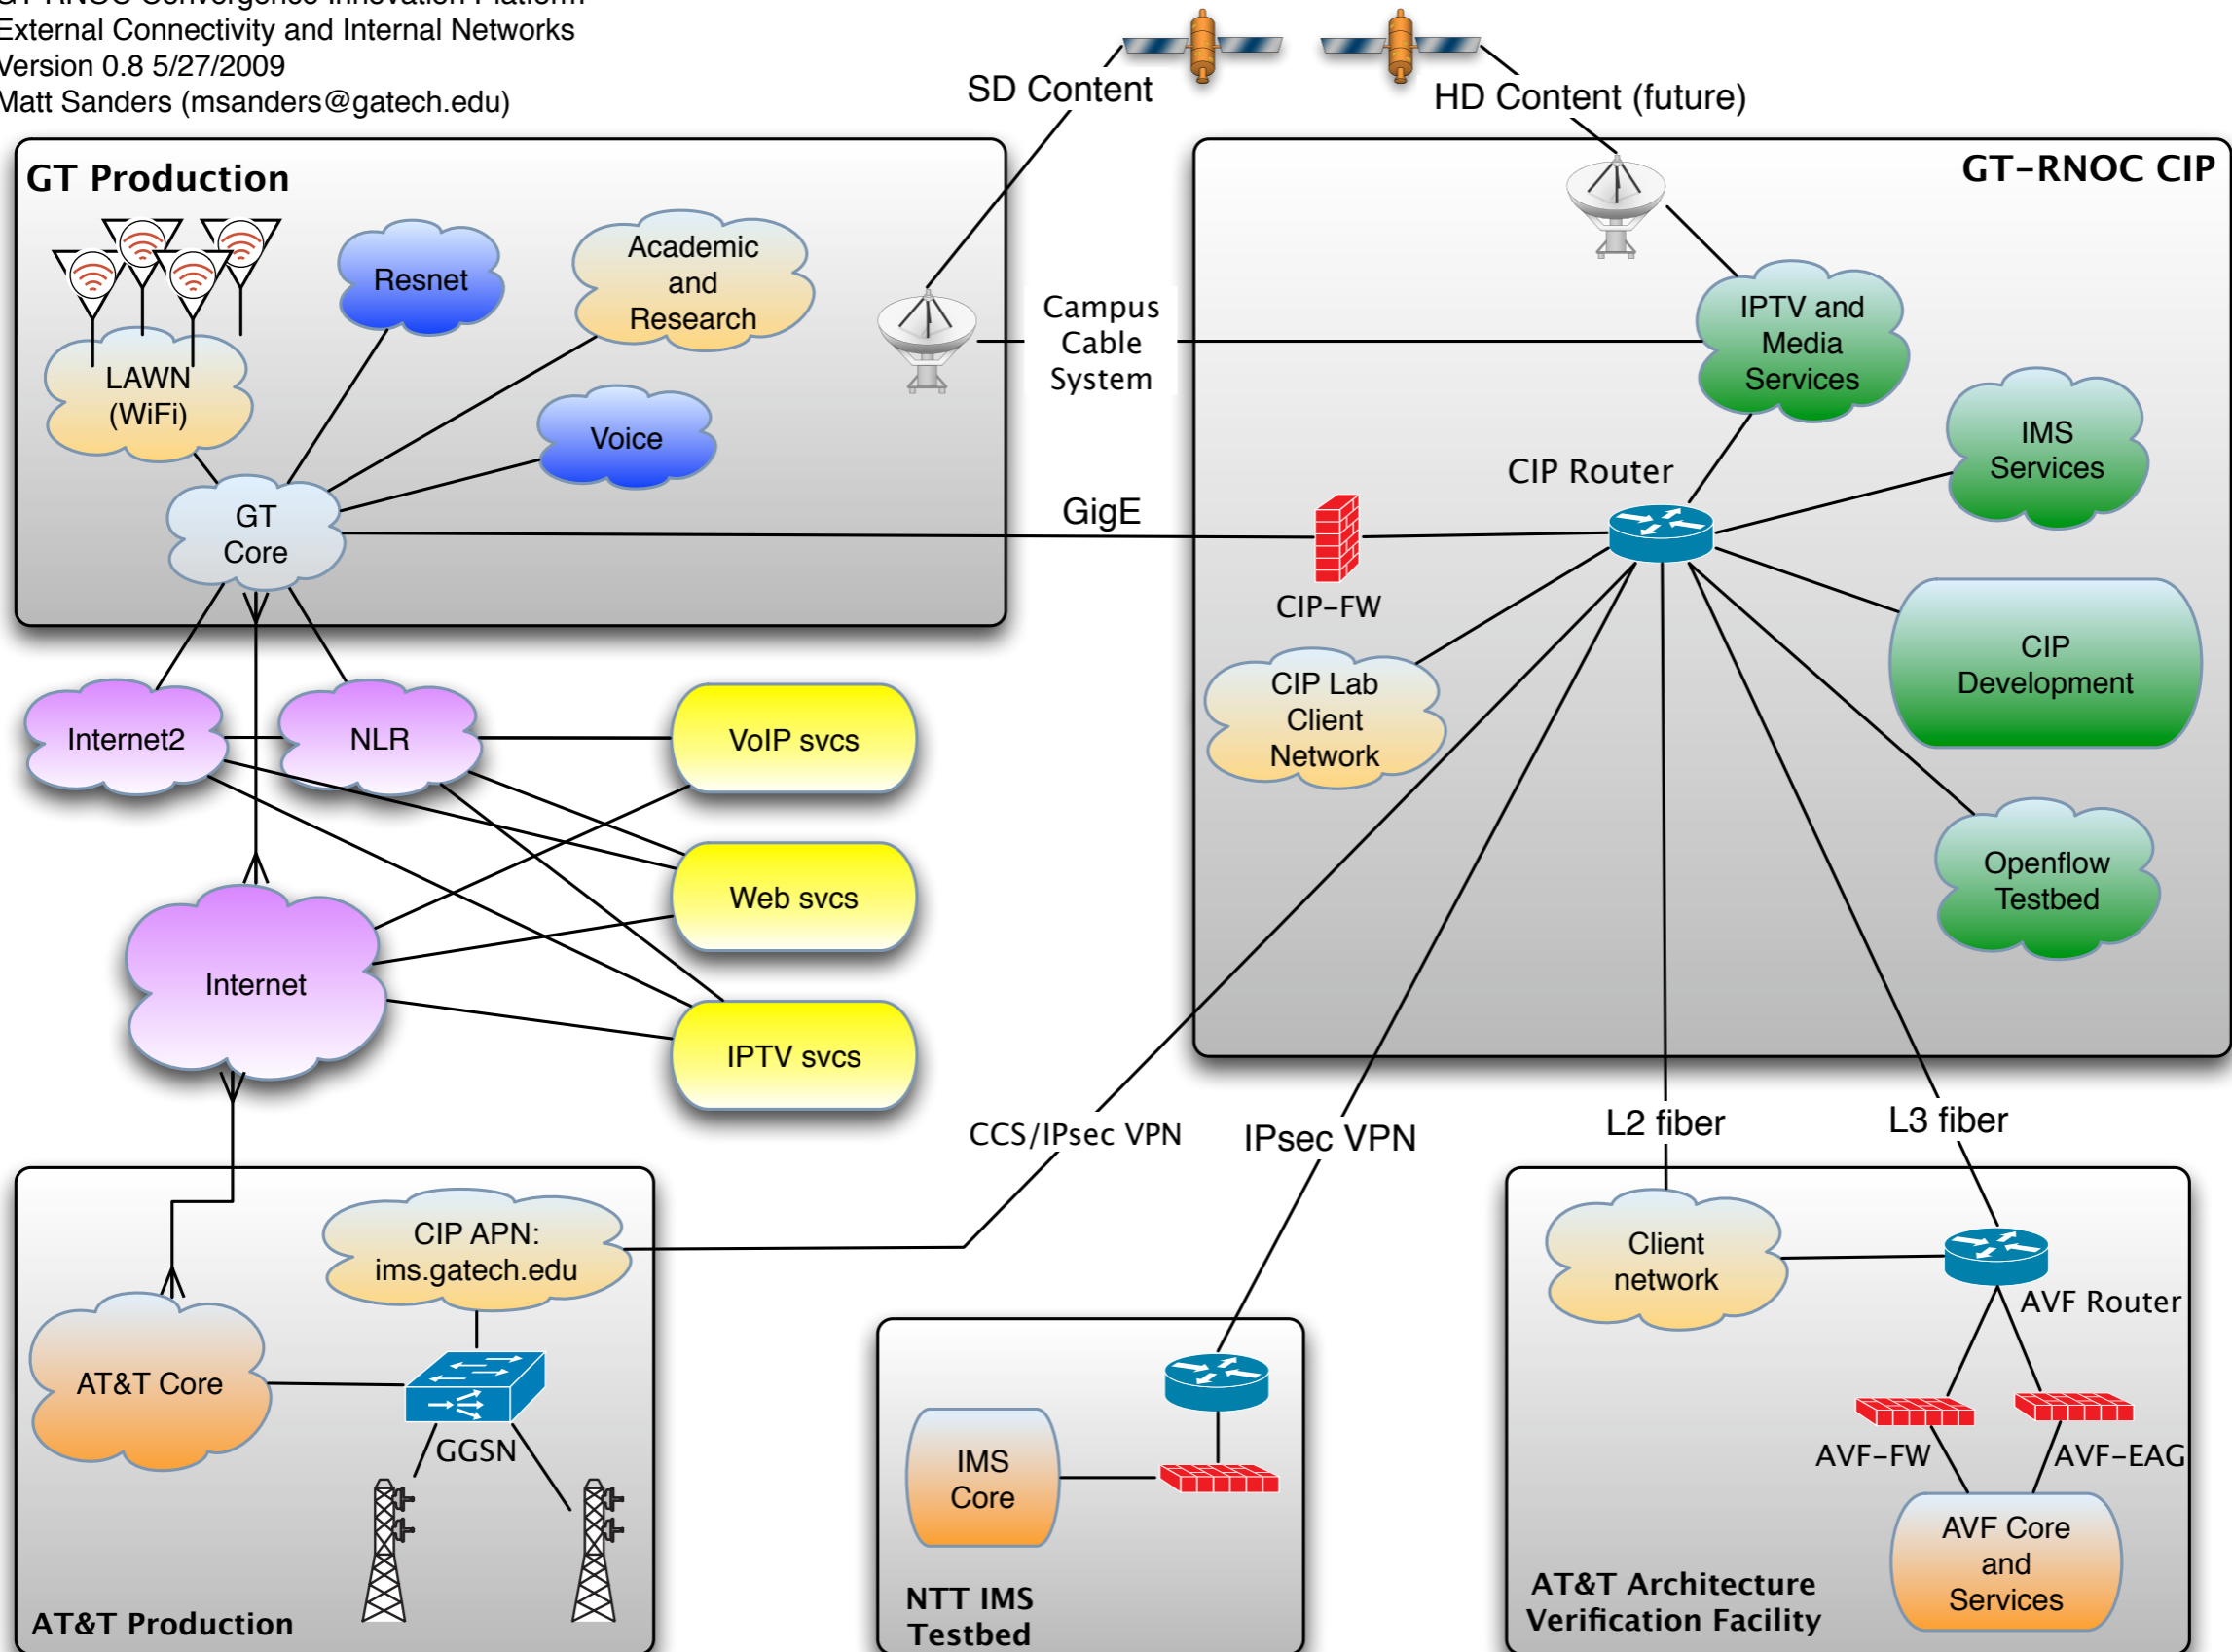 GT-RNOC Convergence Innovation Platform
External Connectivity and Internal Networks
Version 0.8 5/27/2009
Matt Sanders (msanders@gatech.edu)
SD Content
HD Content (future)
GT Production
GT-RNOC CIP
Resnet
Academic
and
Research
LAWN
(WiFi)
Voice
GT
Core
Campus
Cable
System
GigE
IPTV and
Media
Services
IMS
Services
CIP Router
CIP-FW
CIP Lab
Client
Network
CIP
Development
Openflow
Testbed
Internet2
NLR
VoIP svcs
Web svcs
IPTV svcs
Internet
CCS/IPsec VPN
IPsec VPN
L2 fiber
L3 fiber
CIP APN:
ims.gatech.edu
AT&T Core
GGSN
AT&T Production
IMS
Core
NTT IMS
Testbed
Client
network
AVF Router
AVF-FW
AVF-EAG
AVF Core
and
Services
AT&T Architecture
Verification Facility